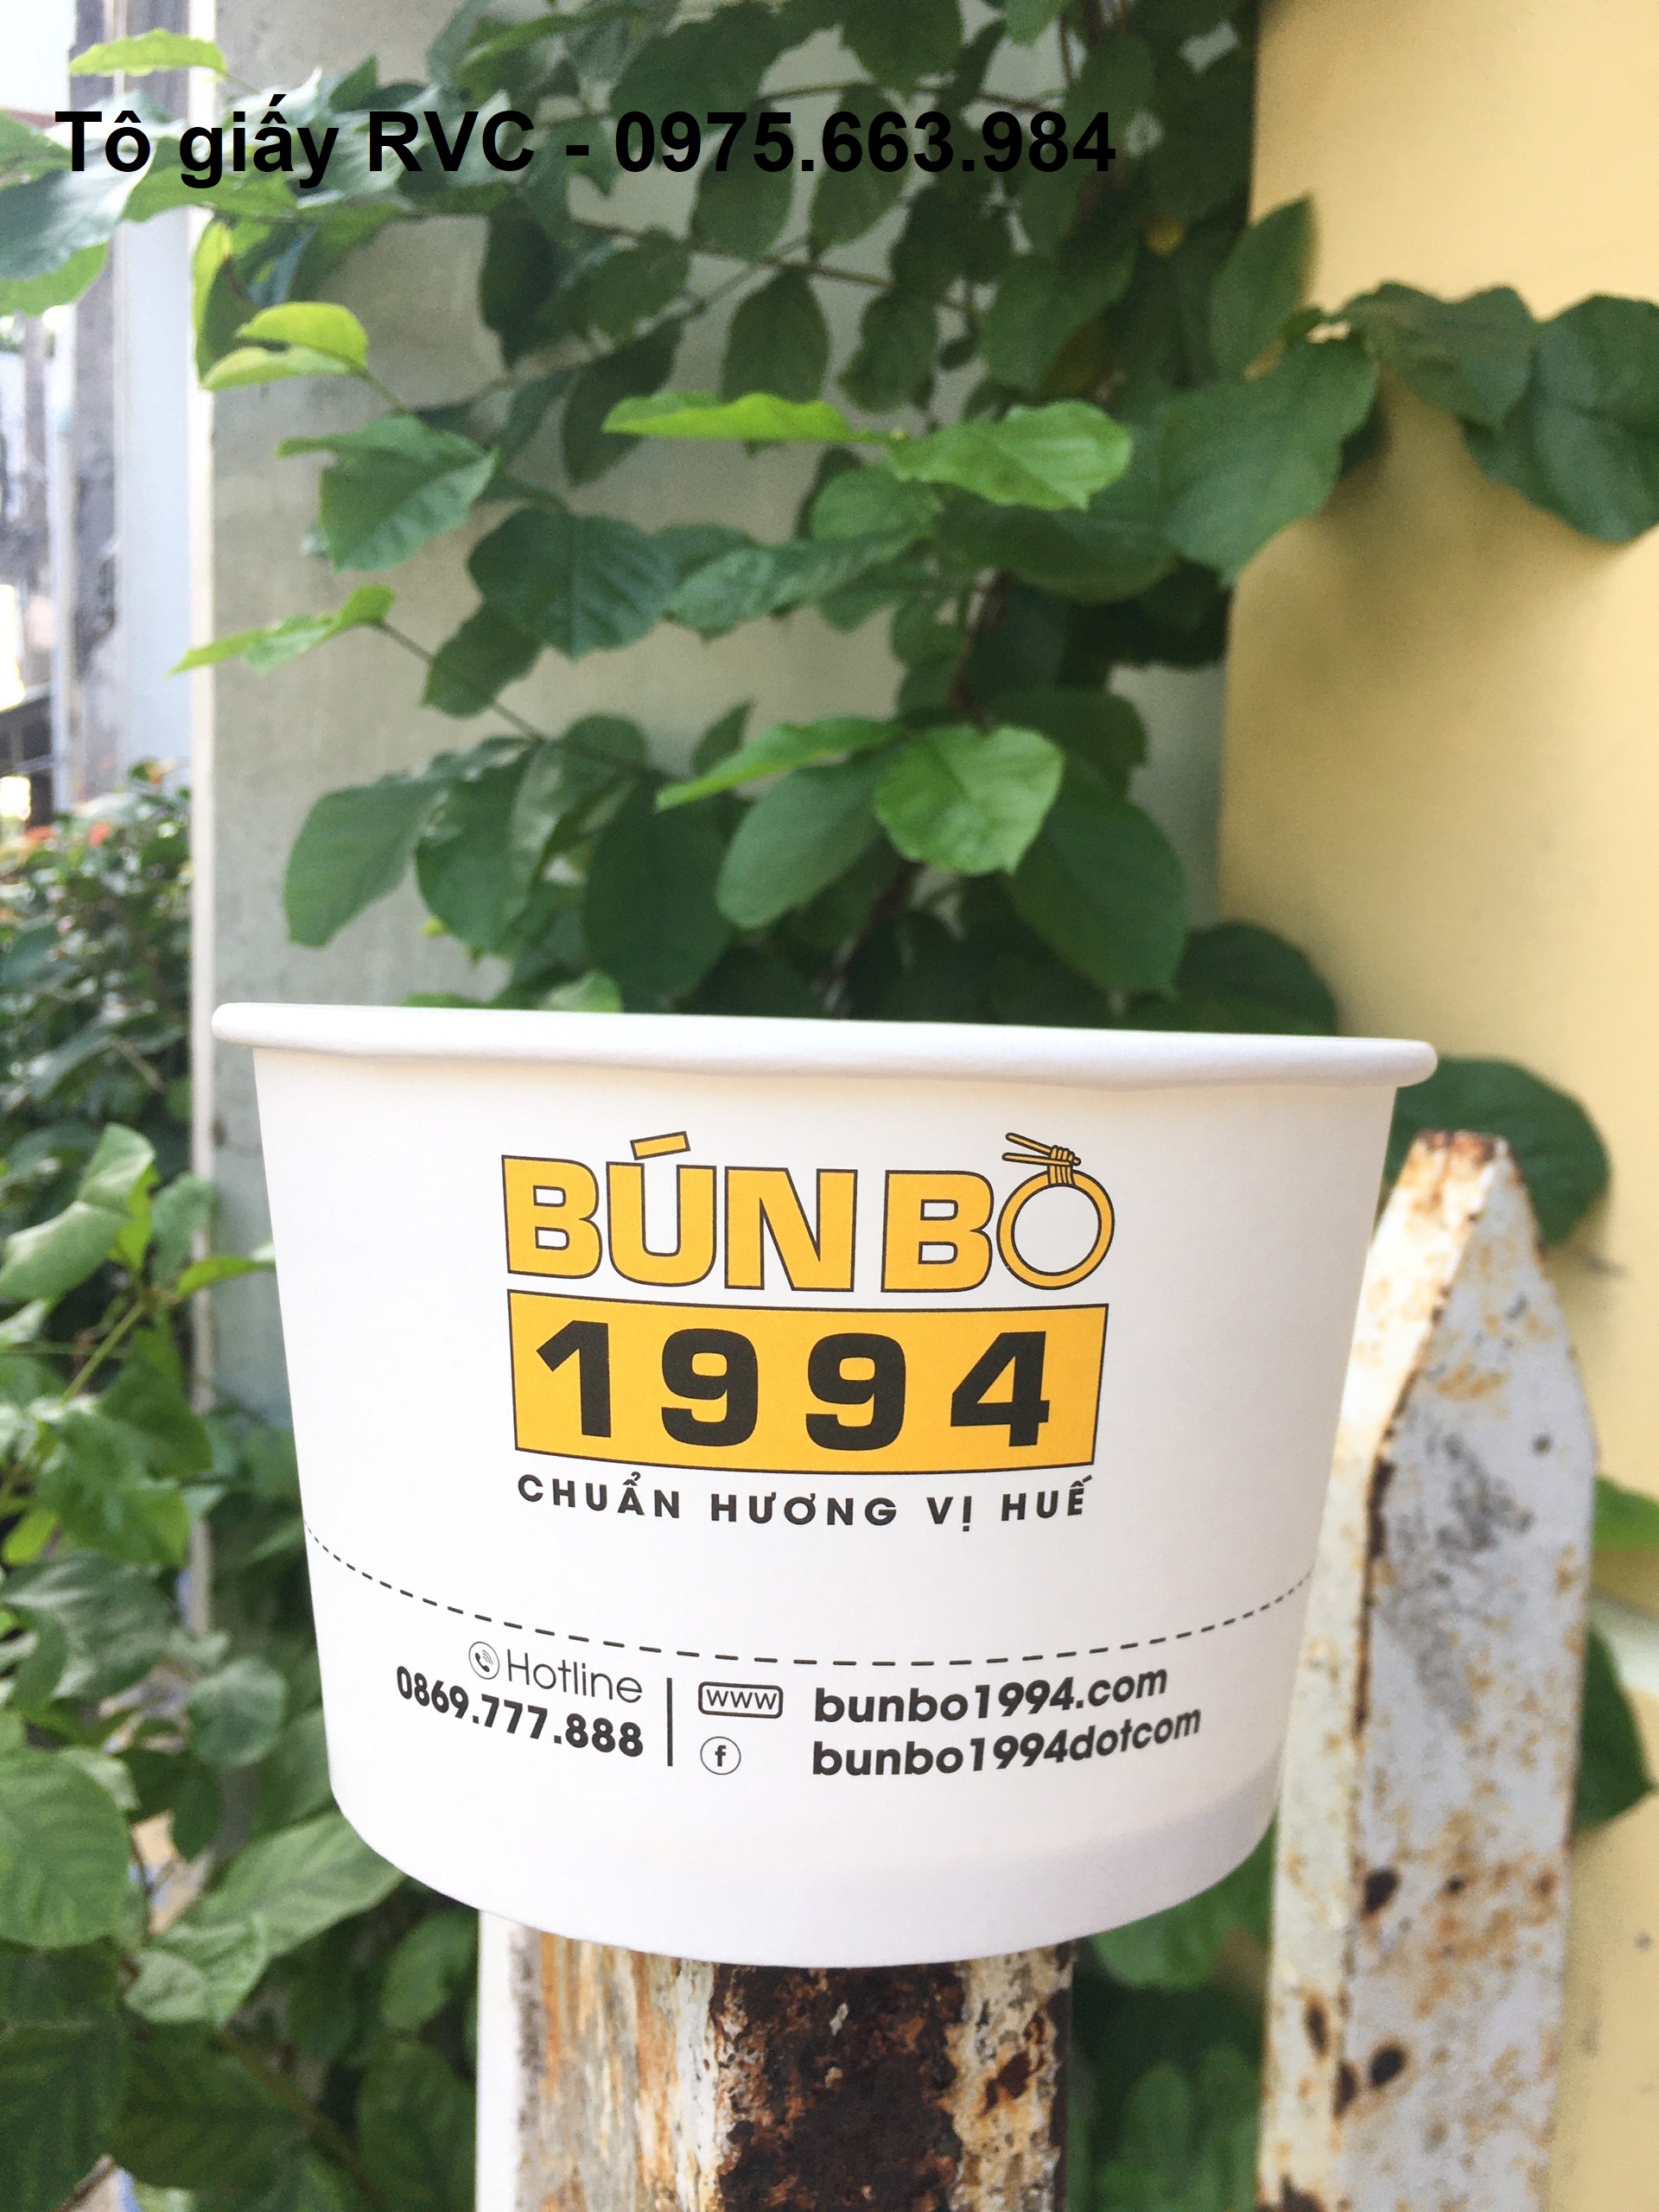 Tô giấy RVC - 0975.663.984
BÚN BÒ
1994
CHUẨN HƯƠNG VỊ HUẾ
Hotline
0869.777.888
www bunbo1994.com
f bunbo1994dotcom